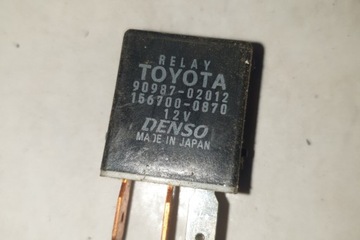 RELAY
TOYOTA
90987-02012
156700-0870
12V
DENSO
MADE IN JAPAN